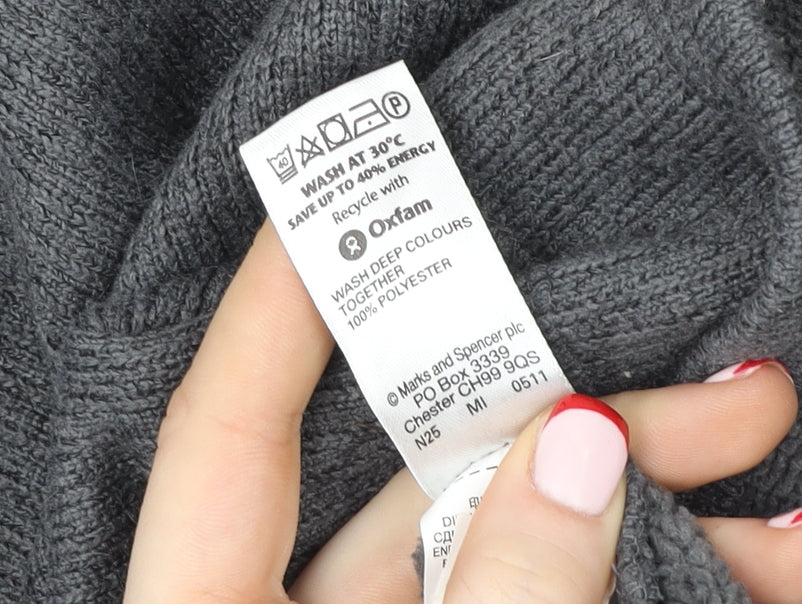 40
P
WASH AT 30°C
SAVE UP TO 40% ENERGY
Recycle with
Oxfam
WASH DEEP COLOURS
TOGETHER
100% POLYESTER
© Marks and Spencer plc
PO Box 3339
Chester CH99 9QS
N25 MI 0511